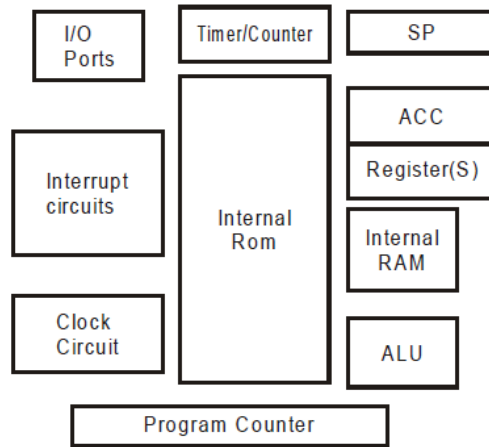 I/O
Ports
Timer/Counter
SP
ACC
Register(S)
Interrupt
circuits
Internal
Rom
Internal
RAM
Clock
Circuit
ALU
Program Counter